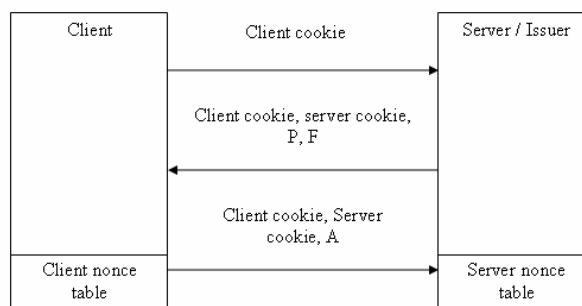 Client
Client cookie
Server / Issuer
Client cookie, server cookie,
P, F
Client cookie, Server
cookie, A
Client nonce
table
Server nonce
table